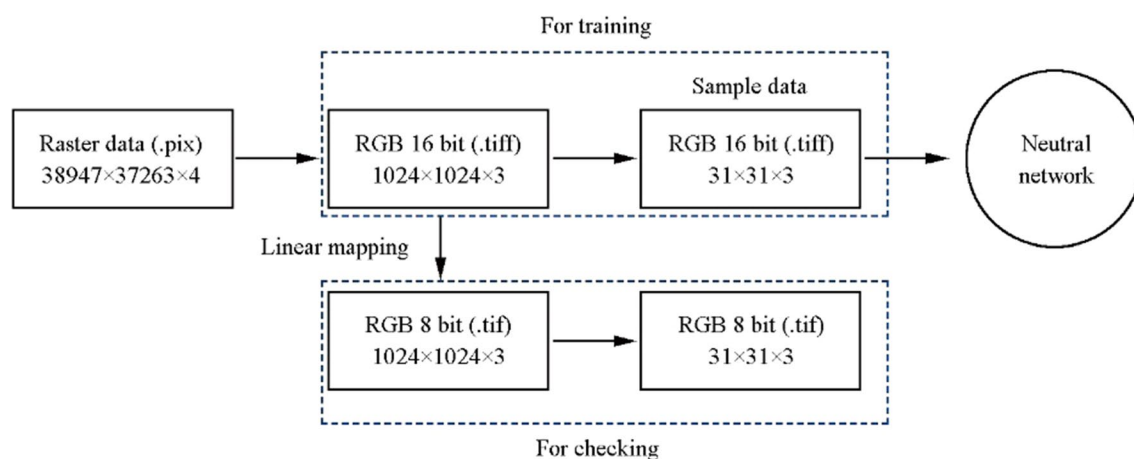 For training
Sample data
Raster data (.pix)
38947×37263×4
RGB 16 bit (.tiff)
1024×1024×3
RGB 16 bit (.tiff)
31×31×3
Neutral
network
Linear mapping
RGB 8 bit (.tif)
1024×1024×3
RGB 8 bit (.tif)
31×31×3
For checking